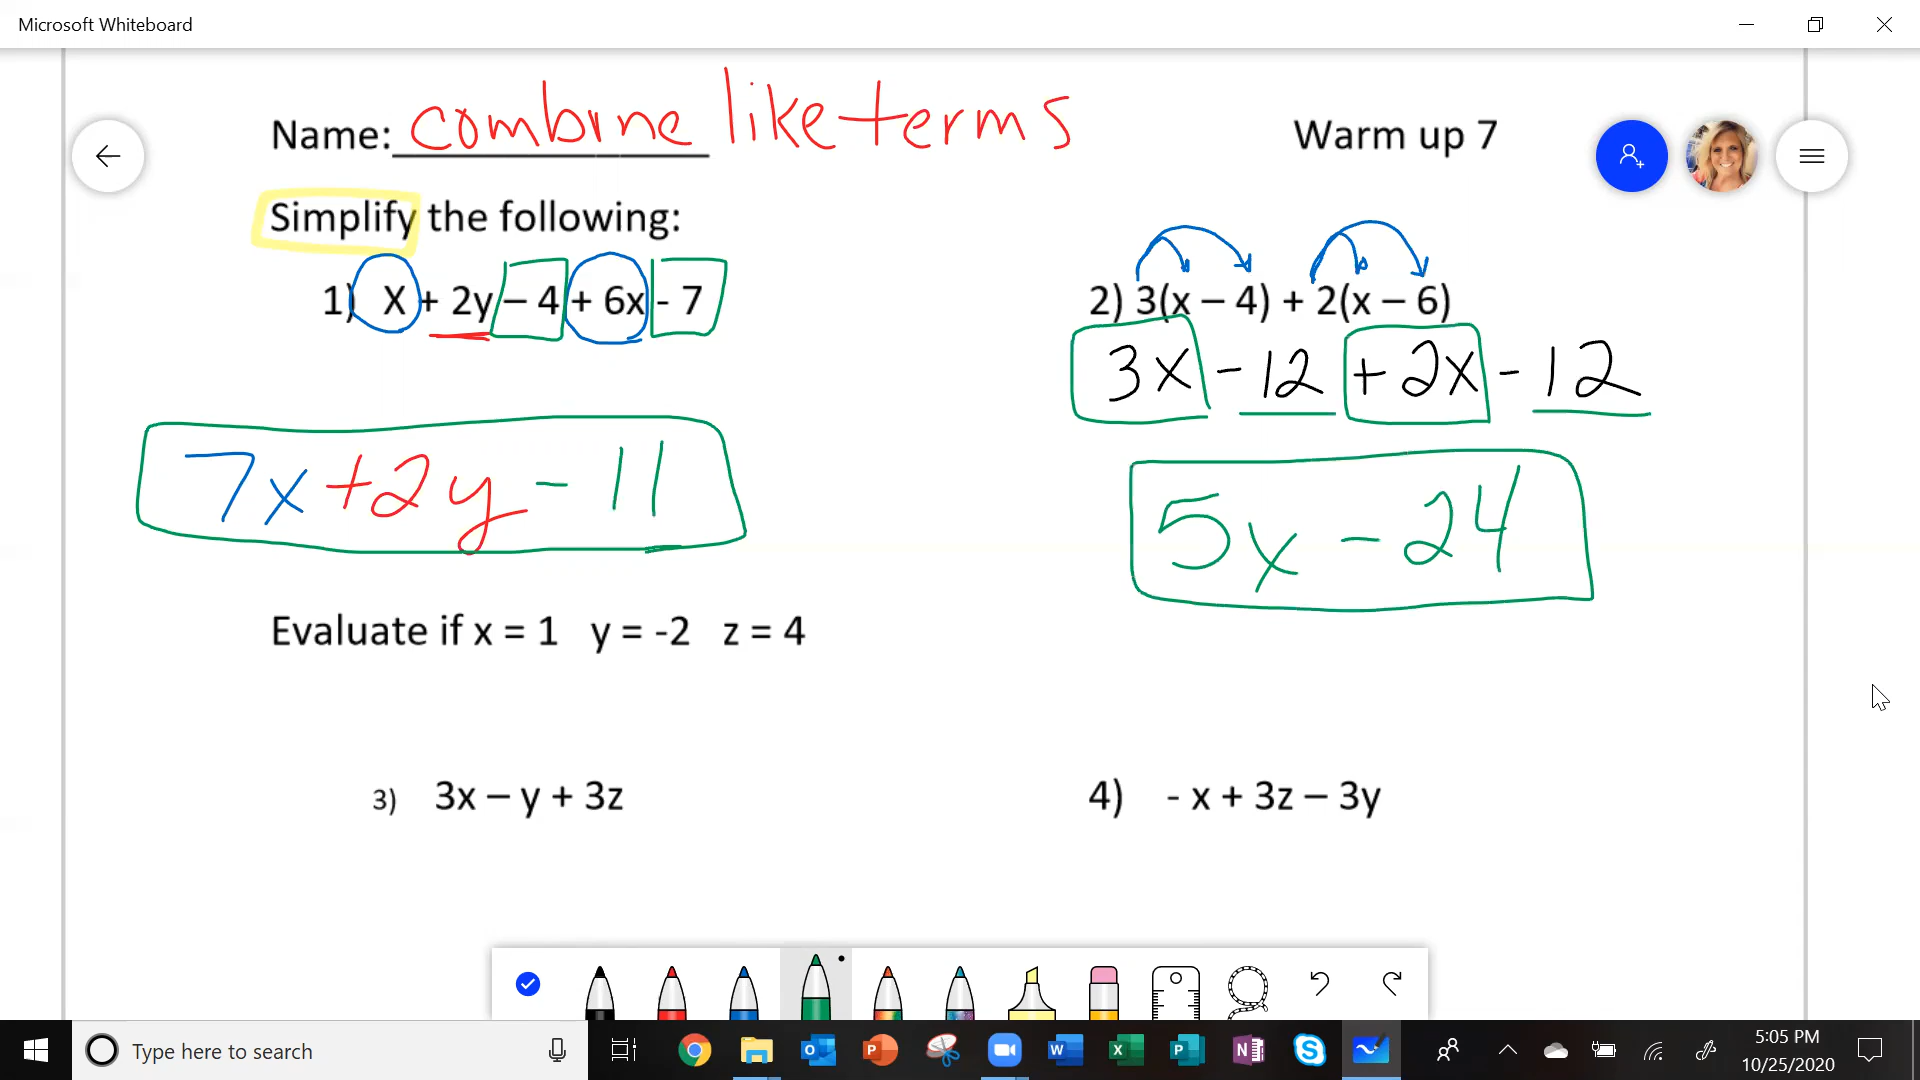 Microsoft Whiteboard
Name: combine like terms
Warm up 7
Simplify the following:
1) X + 2y – 4 + 6x - 7
2) 3(x – 4) + 2(x – 6)
3x - 12 + 2x - 12
7x + 2y - 11
5x - 24
Evaluate if x = 1 y = -2 z = 4
3) 3x – y + 3z
4) - x + 3z – 3y
Type here to search
5:05 PM
10/25/2020